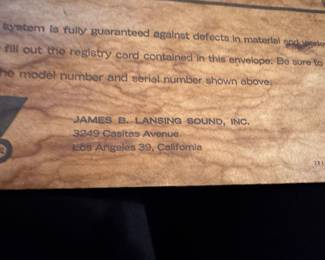 system is fully guaranteed against defects in material and
fill out the registry card contained in this envelope. Be sure to
he model number and serial number shown above.
JAMES B. LANSING SOUND, INC.
3249 Casitas Avenue
Los Angeles 39, California